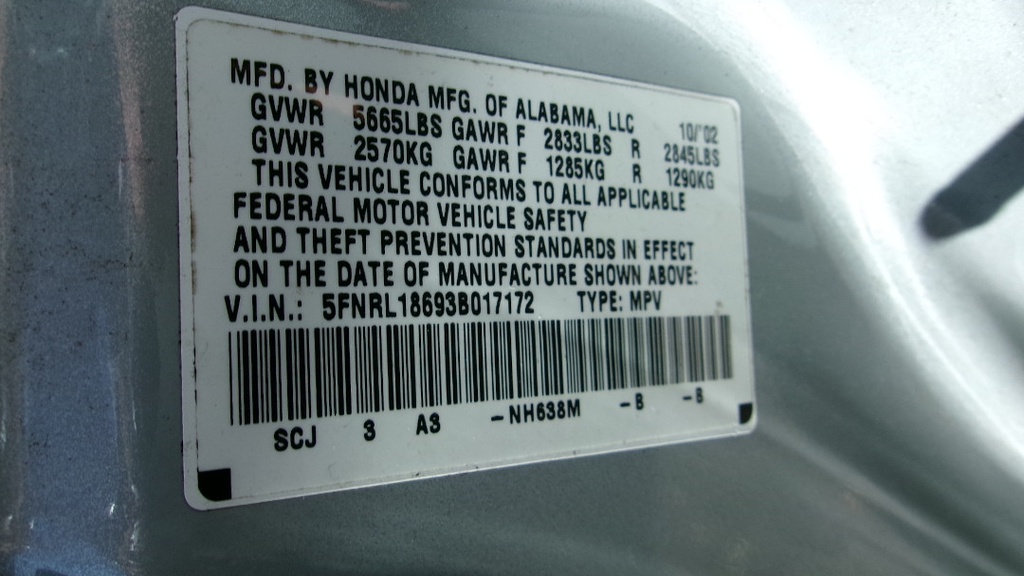 MFD. BY HONDA MFG. OF ALABAMA, LLC 10/'02
GVWR 5665LBS GAWR F 2833LBS R 2845LBS
GVWR 2570KG GAWR F 1285KG R 1290KG
THIS VEHICLE CONFORMS TO ALL APPLICABLE
FEDERAL MOTOR VEHICLE SAFETY
AND THEFT PREVENTION STANDARDS IN EFFECT
ON THE DATE OF MANUFACTURE SHOWN ABOVE:
V.I.N.: 5FNRL18693B017172 TYPE: MPV
SCJ 3 A3 -NH638M -B -B